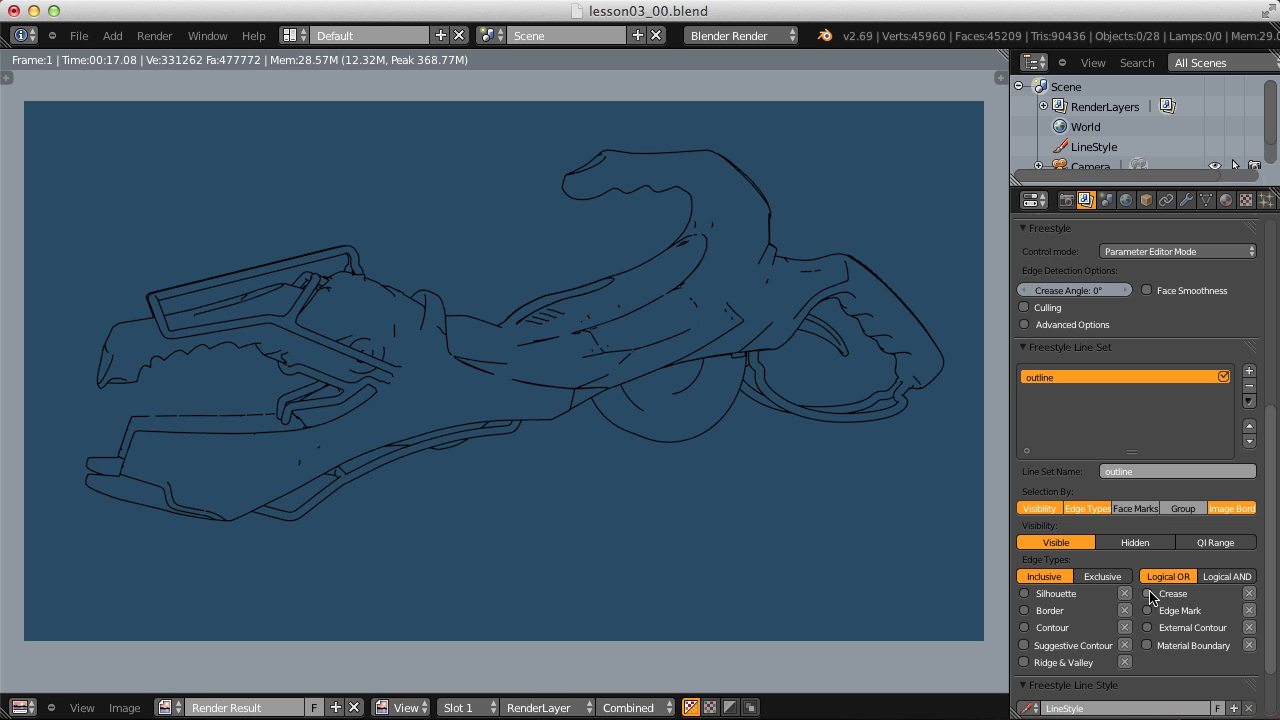 lesson03_00.blend
File Add Render Window Help Default Scene Blender Render v2.69 | Verts:45960 | Faces:45209 | Tris:90436 | Objects:0/28 | Lamps:0/0 | Mem:29.0
Frame:1 | Time:00:17.08 | Ve:331262 Fa:477772 | Mem:28.57M (12.32M, Peak 368.77M)
View Search All Scenes
Scene
RenderLayers
World
LineStyle
Camera
Freestyle
Control mode: Parameter Editor Mode
Edge Detection Options:
Crease Angle: 0° Face Smoothness
Culling
Advanced Options
Freestyle Line Set
outline
Line Set Name: outline
Selection By:
Visibility Edge Types Face Marks Group Image Bord
Visibility:
Visible Hidden QI Range
Edge Types:
Inclusive Exclusive Logical OR Logical AND
Silhouette Crease
Border Edge Mark
Contour External Contour
Suggestive Contour Material Boundary
Ridge & Valley
Freestyle Line Style
LineStyle F
View Image Render Result F View Slot 1 RenderLayer Combined